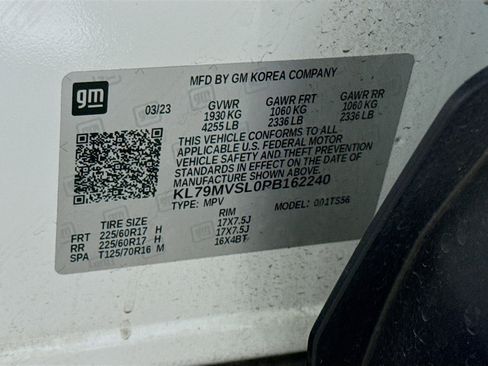 gm
MFD BY GM KOREA COMPANY
03/23 GVWR GAWR FRT GAWR RR
1930 KG 1060 KG 1060 KG
4255 LB 2336 LB 2336 LB
THIS VEHICLE CONFORMS TO ALL
APPLICABLE U.S. FEDERAL MOTOR
VEHICLE SAFETY AND THEFT
PREVENTION STANDARDS IN EFFECT
ON THE DATE OF
MANUFACTURE SHOWN ABOVE.
KL79MVSL0PB162240
TYPE: MPV MODEL: 0/1TS56
TIRE SIZE RIM
FRT 225/60R17 H 17X7.5J
RR 225/60R17 H 17X7.5J
SPA T125/70R16 M 16X4BT